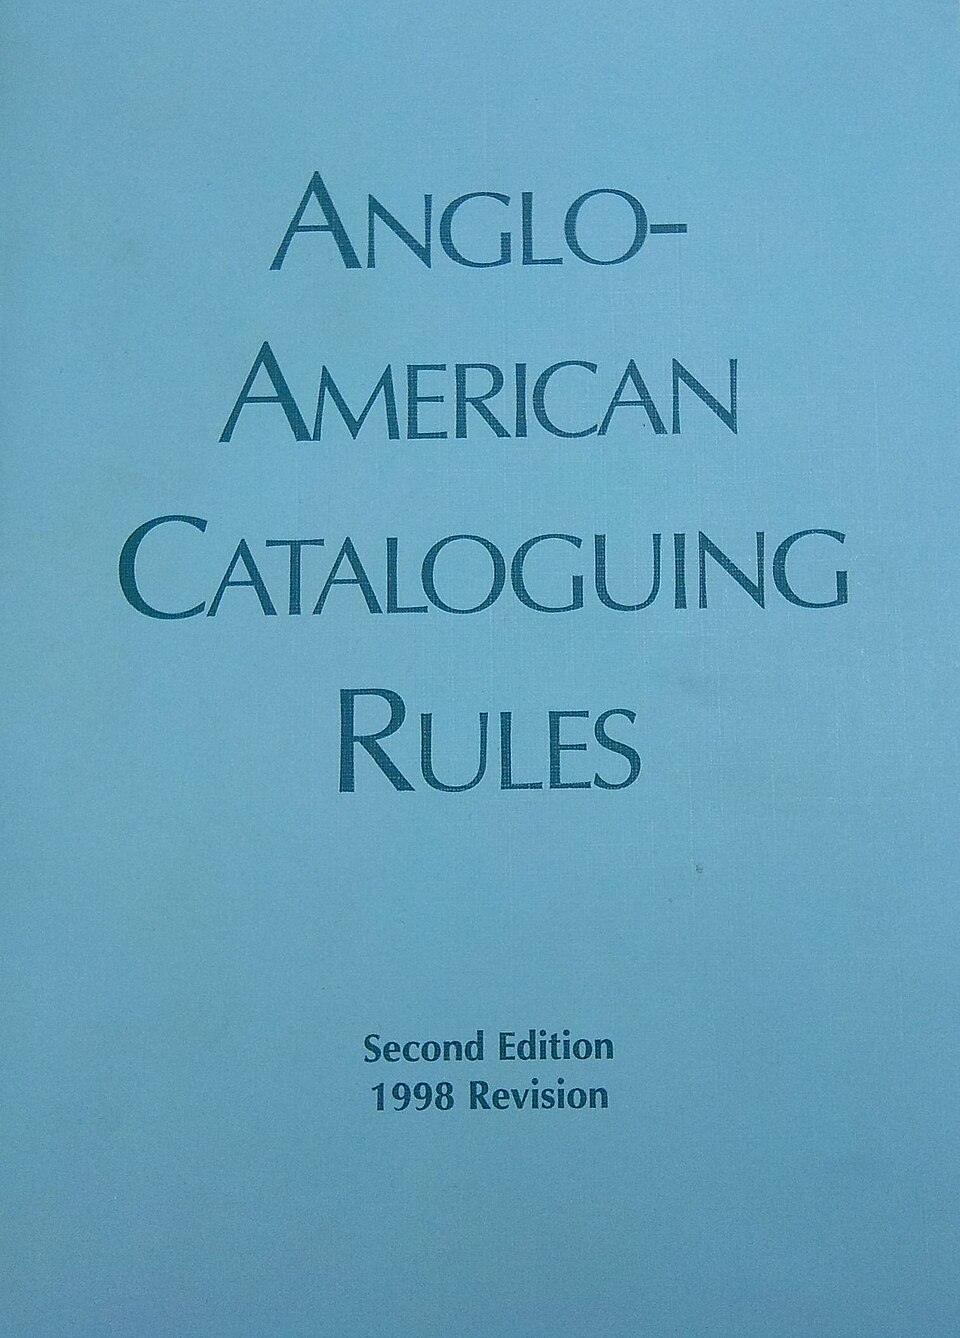 ANGLO-
AMERICAN
CATALOGUING
RULES
Second Edition
1998 Revision